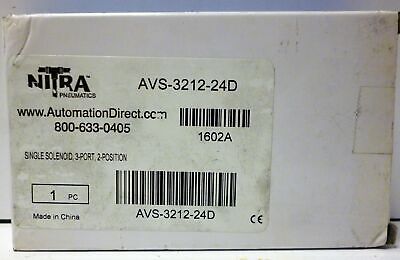 NITRA™
PNEUMATICS
AVS-3212-24D
www.AutomationDirect.com
800-633-0405
1602A
SINGLE SOLENOID, 3-PORT, 2-POSITION
1 PC
Made in China
AVS-3212-24D
CE